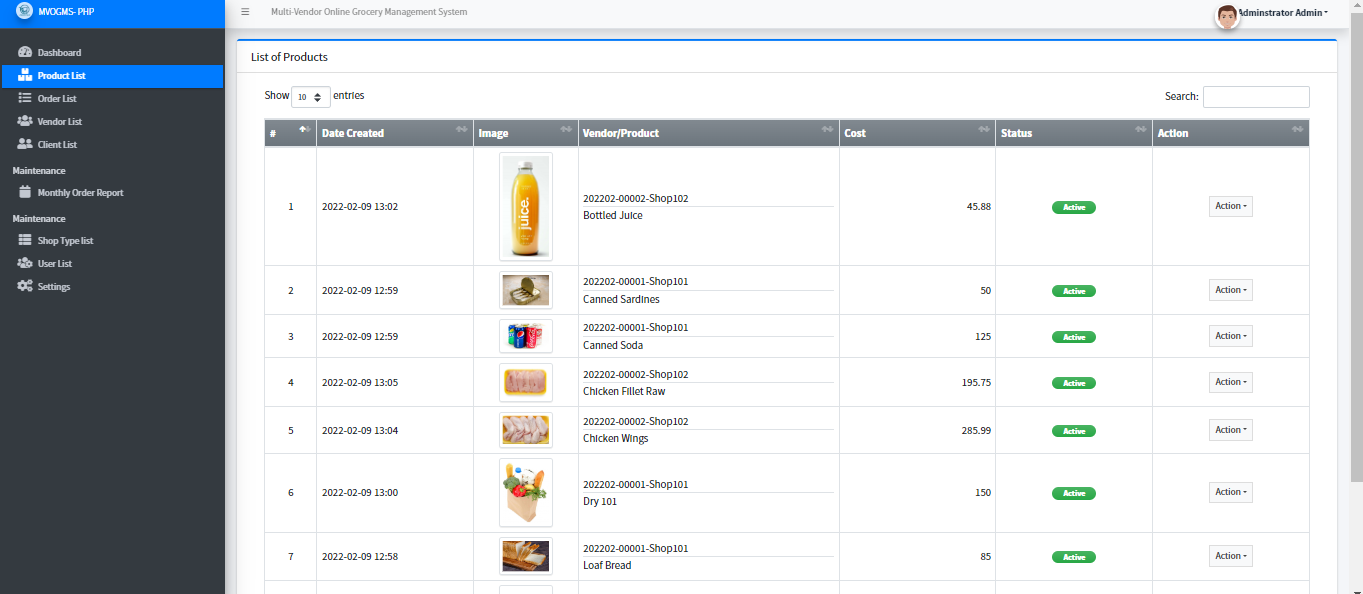 MVOGMS- PHP
Multi-Vendor Online Grocery Management System
Adminstrator Admin
Dashboard
Product List
Order List
Vendor List
Client List
Maintenance
Monthly Order Report
Maintenance
Shop Type list
User List
Settings
List of Products
Show 10 entries
Search:
# Date Created Image Vendor/Product Cost Status Action
juice.
202202-00002-Shop102
1 2022-02-09 13:02 45.88 Active Action
Bottled Juice
202202-00001-Shop101
2 2022-02-09 12:59 50 Active Action
Canned Sardines
202202-00001-Shop101
3 2022-02-09 12:59 125 Active Action
Canned Soda
202202-00002-Shop102
4 2022-02-09 13:05 195.75 Active Action
Chicken Fillet Raw
202202-00002-Shop102
5 2022-02-09 13:04 285.99 Active Action
Chicken Wings
202202-00001-Shop101
6 2022-02-09 13:00 150 Active Action
Dry 101
202202-00001-Shop101
7 2022-02-09 12:58 85 Active Action
Loaf Bread